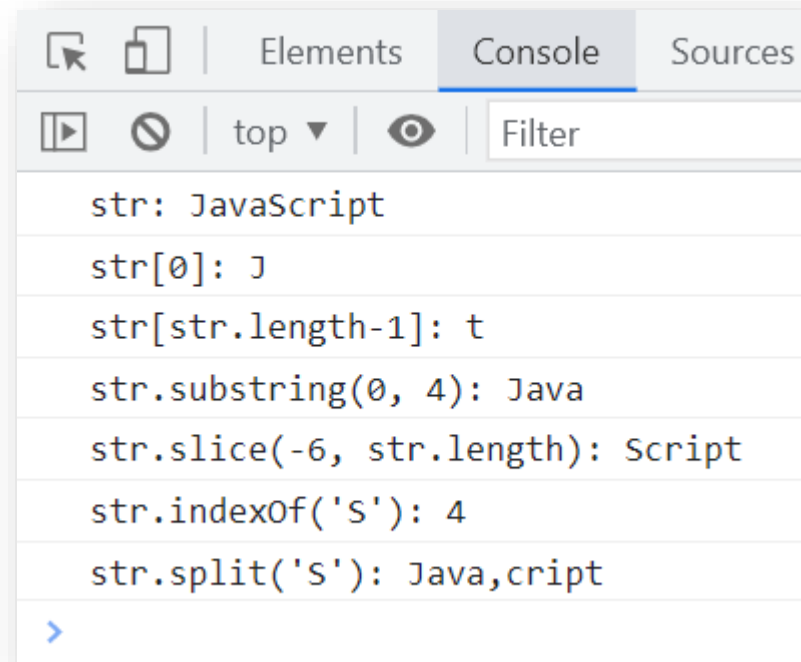 Elements Console Sources
top ▼ Filter
str: JavaScript
str[0]: J
str[str.length-1]: t
str.substring(0, 4): Java
str.slice(-6, str.length): Script
str.indexOf('S'): 4
str.split('S'): Java,cript
>